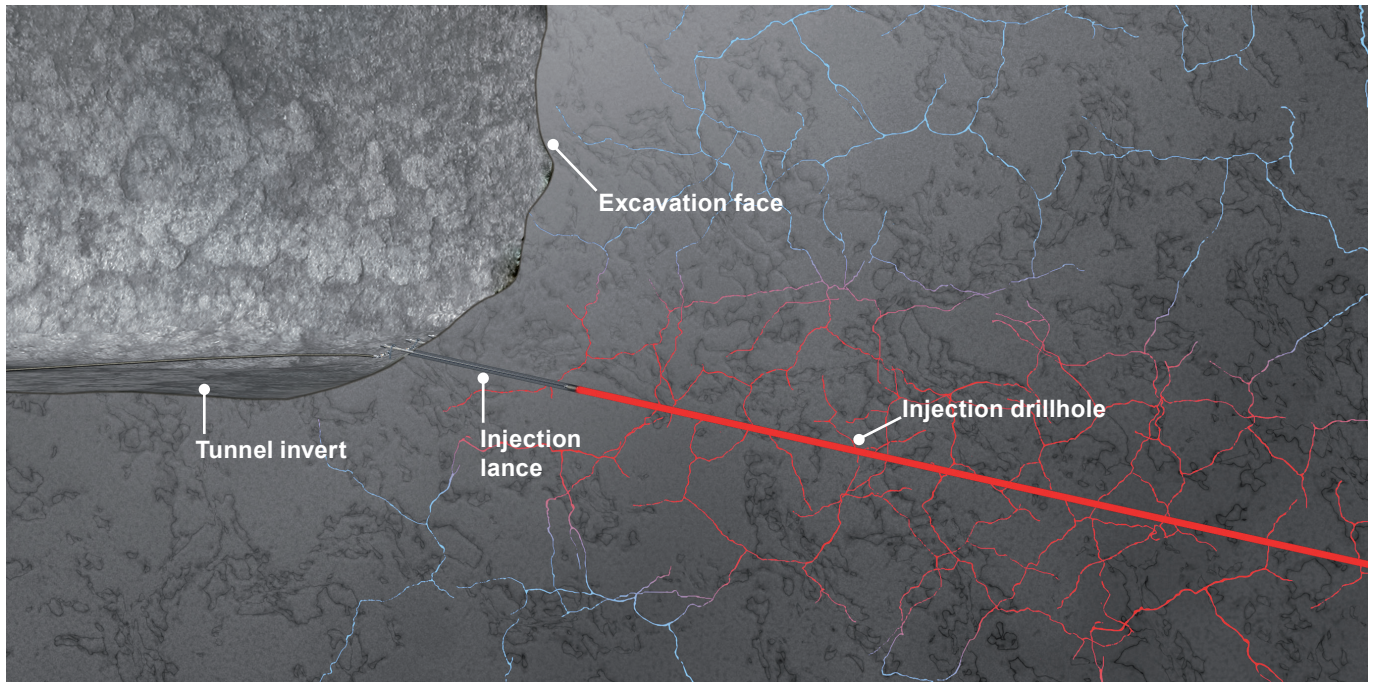 Excavation face
Injection drillhole
Tunnel invert
Injection
lance